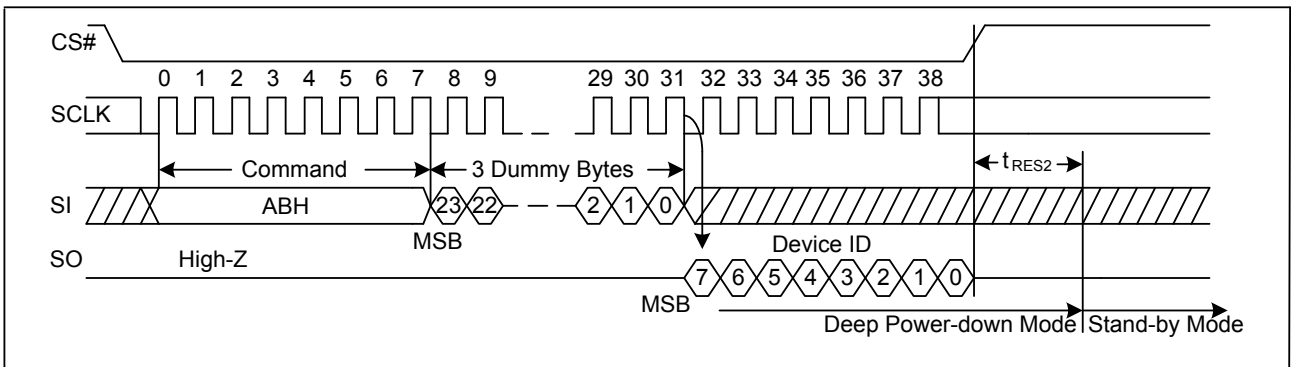 CS#
0 1 2 3 4 5 6 7 8 9 29 30 31 32 33 34 35 36 37 38
SCLK
Command 3 Dummy Bytes tRES2
SI ABH 23 22 2 1 0
MSB Device ID
SO High-Z 7 6 5 4 3 2 1 0
MSB
Deep Power-down Mode Stand-by Mode